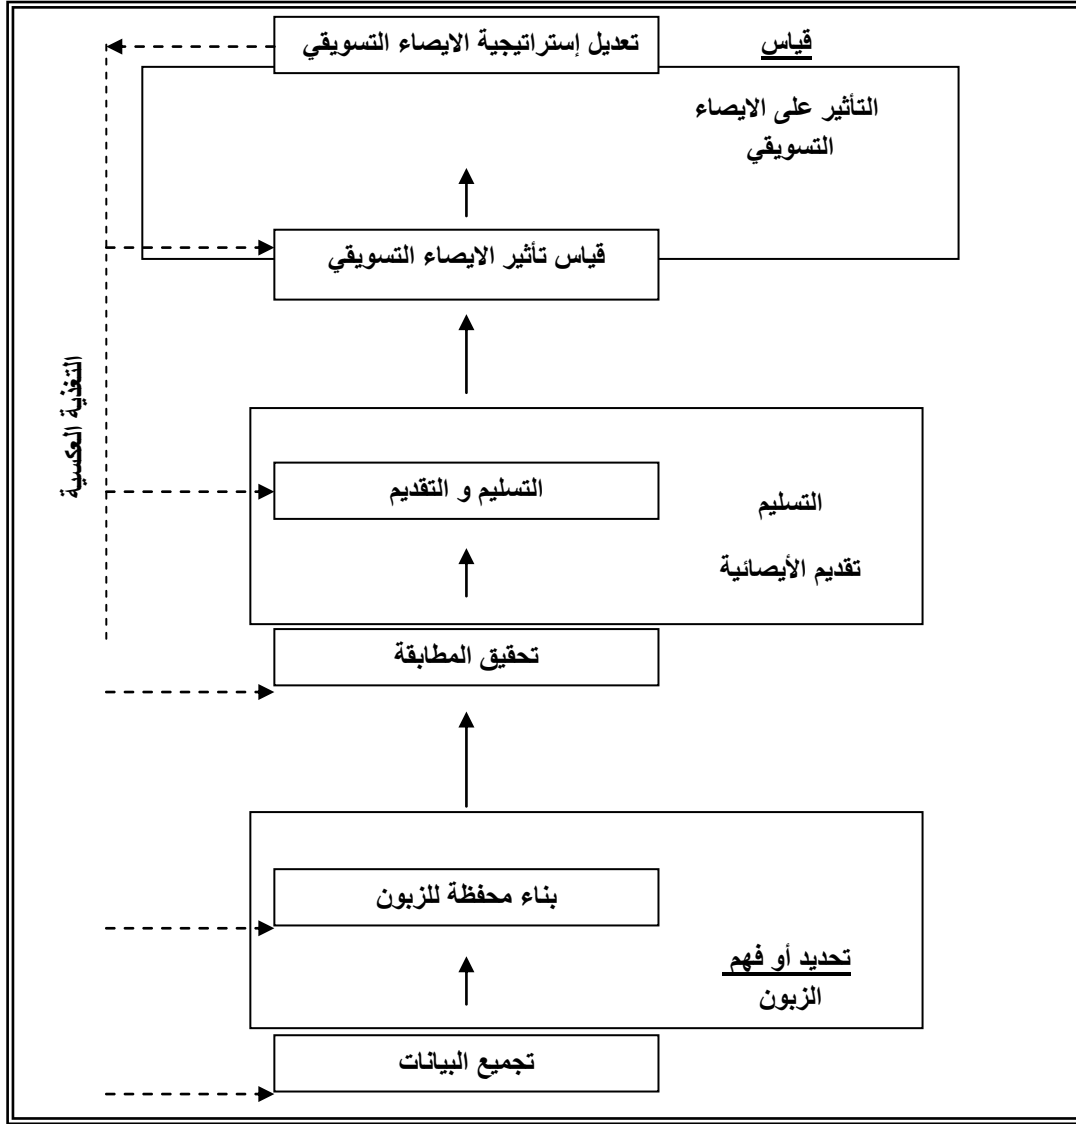 تعديل إستراتيجية الايصاء التسويقي
قياس
التأثير على الايصاء
التسويقي
قياس تأثير الايصاء التسويقي
التغذية العكسية
التسليم و التقديم
التسليم
تقديم الأيصائية
تحقيق المطابقة
بناء محفظة للزبون
تحديد أو فهم
الزبون
تجميع البيانات